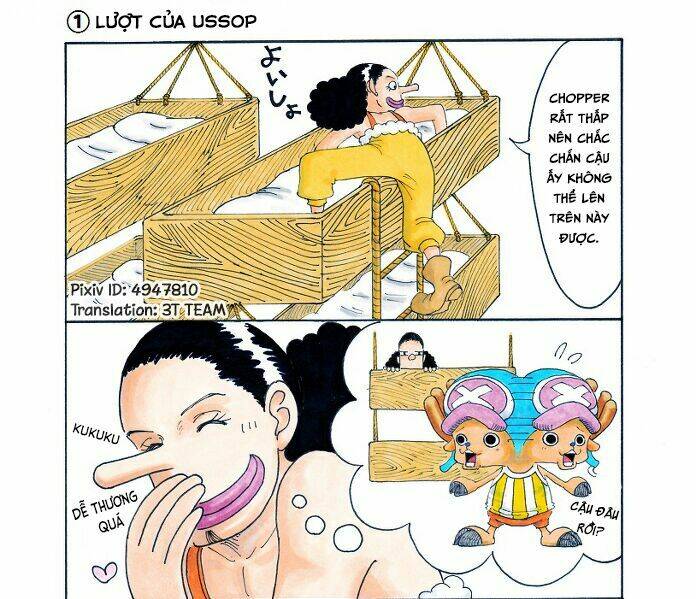 ① LƯỢT CỦA USSOP
よいしょ
CHOPPER
RẤT THẤP
NÊN CHẮC
CHẮN CẬU
ẤY KHÔNG
THỂ LÊN
TRÊN NÀY
ĐƯỢC.
Pixiv ID: 4947810
Translation: 3T TEAM
KUKUKU
DỄ THƯƠNG
QUÁ
CẬU ĐÂU
RỒI?